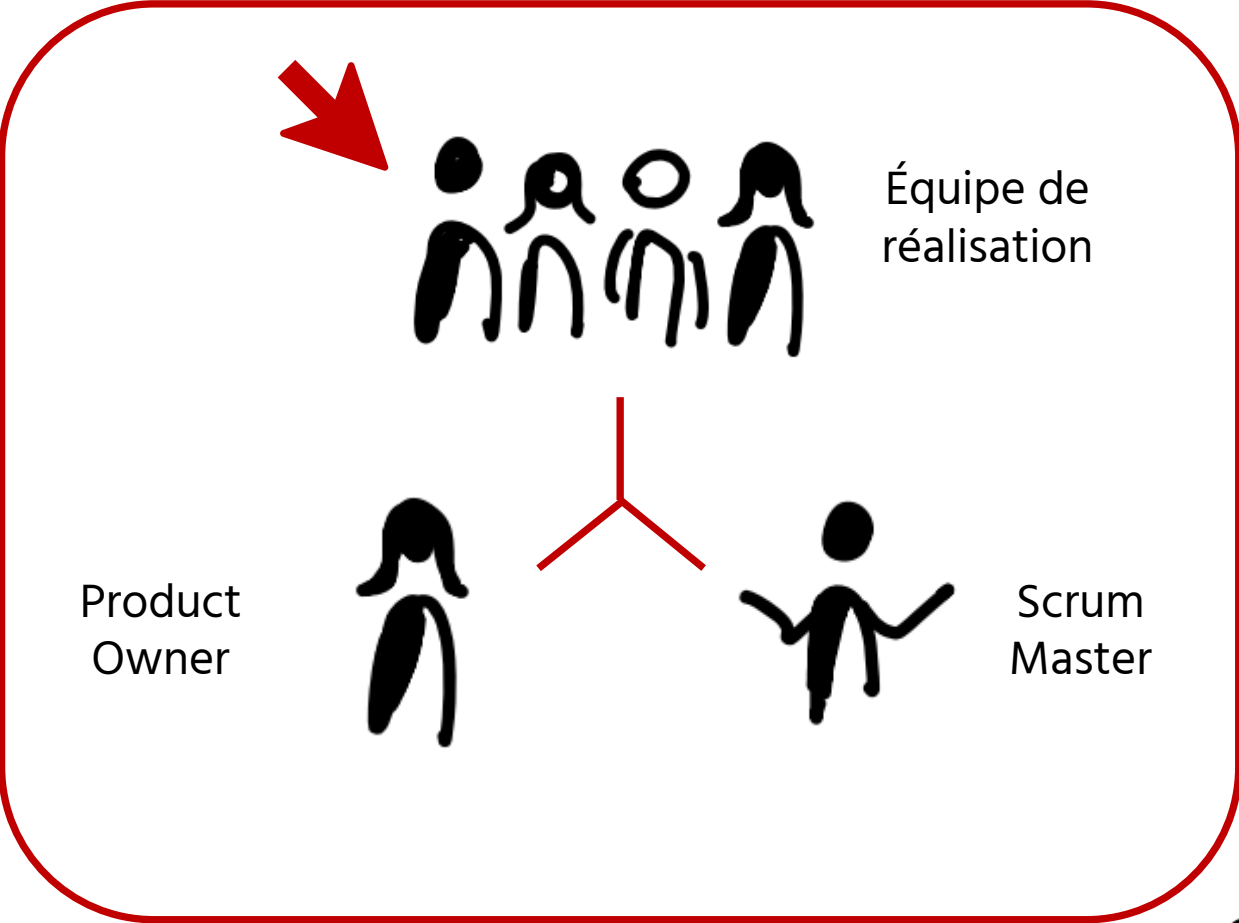 Équipe de
réalisation
Product
Owner
Scrum
Master